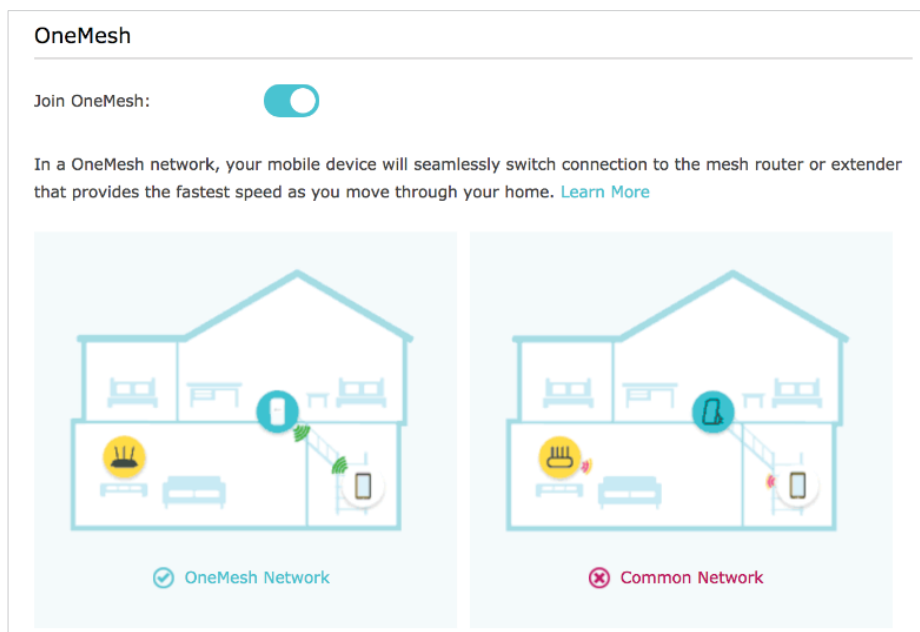 OneMesh
Join OneMesh:
In a OneMesh network, your mobile device will seamlessly switch connection to the mesh router or extender
that provides the fastest speed as you move through your home. Learn More
OneMesh Network
Common Network